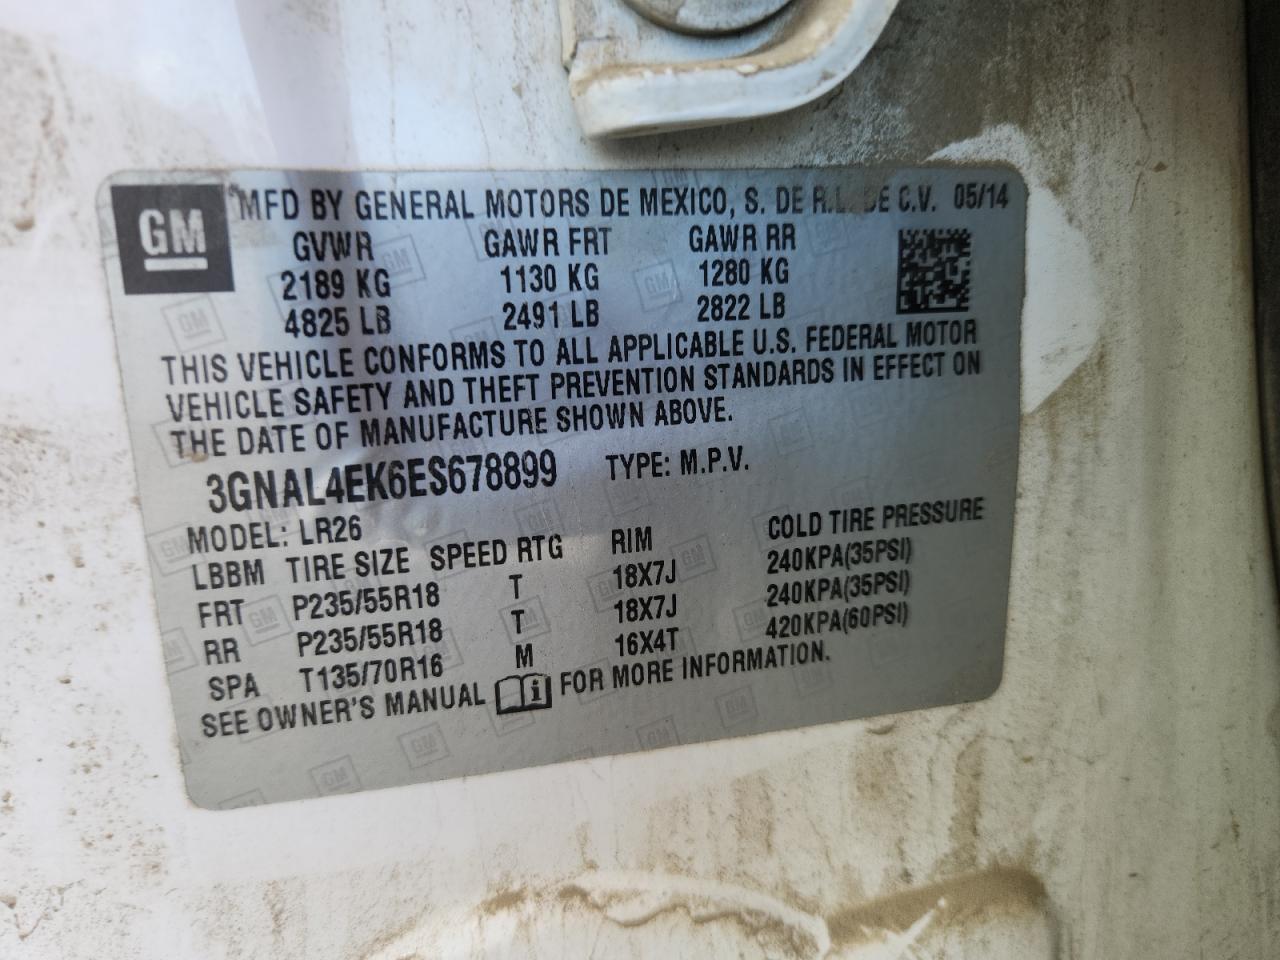 GM
MFD BY GENERAL MOTORS DE MEXICO, S. DE R.L. DE C.V. 05/14
GVWR GAWR FRT GAWR RR
2189 KG 1130 KG 1280 KG
4825 LB 2491 LB 2822 LB
THIS VEHICLE CONFORMS TO ALL APPLICABLE U.S. FEDERAL MOTOR
VEHICLE SAFETY AND THEFT PREVENTION STANDARDS IN EFFECT ON
THE DATE OF MANUFACTURE SHOWN ABOVE.
3GNAL4EK6ES678899 TYPE: M.P.V.
MODEL: LR26
LBBM TIRE SIZE SPEED RTG RIM COLD TIRE PRESSURE
FRT P235/55R18 T 18X7J 240KPA(35PSI)
RR P235/55R18 T 18X7J 240KPA(35PSI)
SPA T135/70R16 M 16X4T 420KPA(60PSI)
SEE OWNER'S MANUAL i FOR MORE INFORMATION.